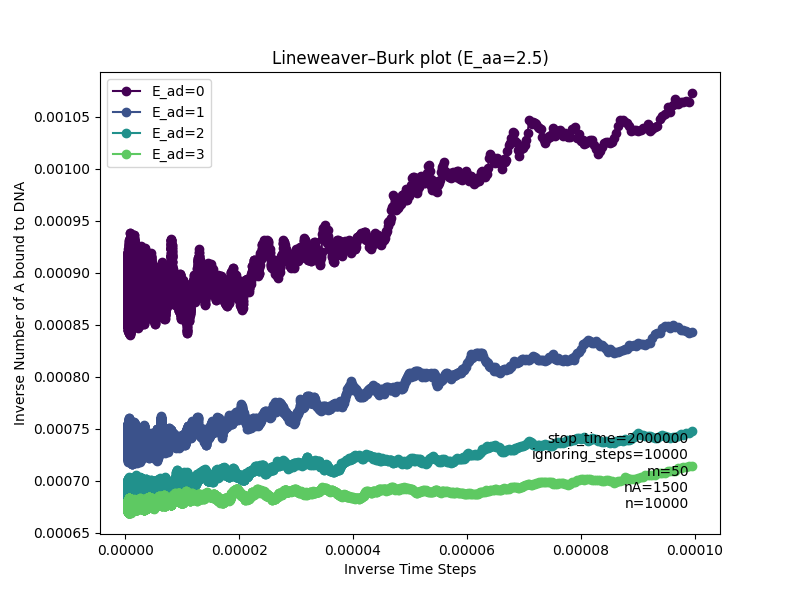 Lineweaver–Burk plot (E_aa=2.5)
E_ad=0
E_ad=1
E_ad=2
E_ad=3
0.00105
0.00100
0.00095
0.00090
0.00085
0.00080
0.00075
0.00070
0.00065
Inverse Number of A bound to DNA
stop_time=2000000
ignoring_steps=10000
m=50
nA=1500
n=10000
0.00000
0.00002
0.00004
0.00006
0.00008
0.00010
Inverse Time Steps